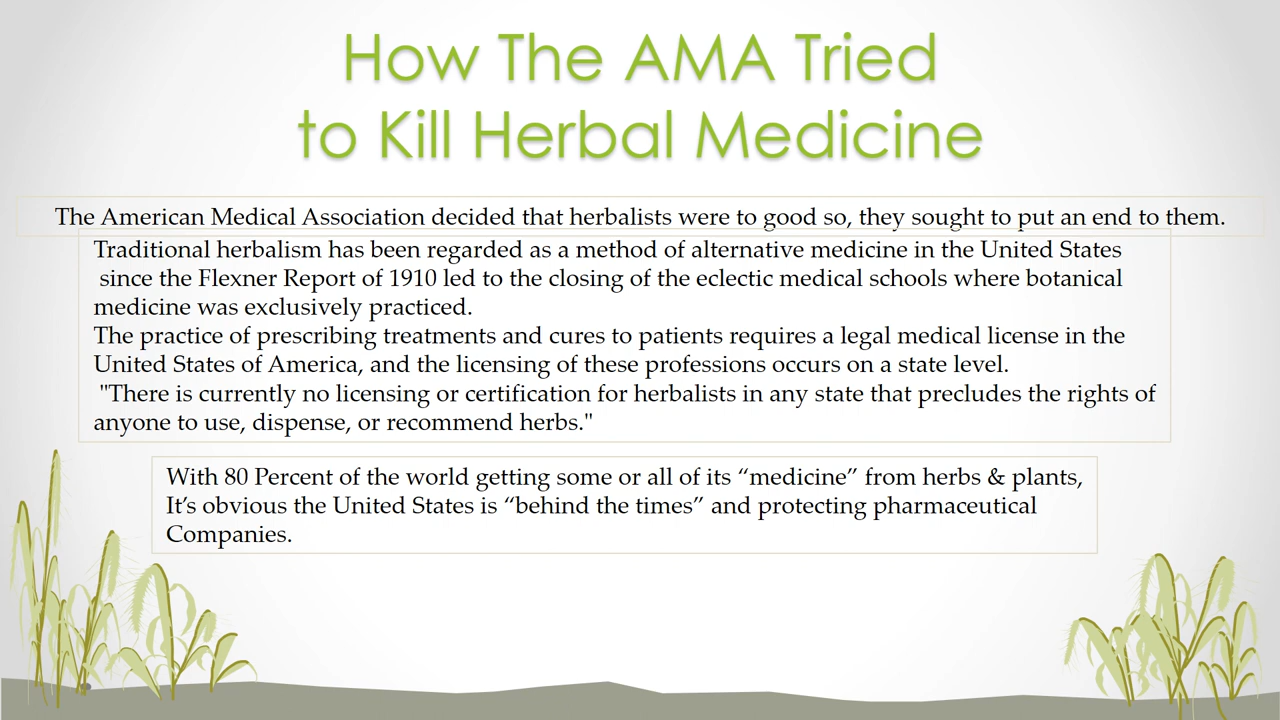 How The AMA Tried
to Kill Herbal Medicine
The American Medical Association decided that herbalists were to good so, they sought to put an end to them.
Traditional herbalism has been regarded as a method of alternative medicine in the United States
since the Flexner Report of 1910 led to the closing of the eclectic medical schools where botanical
medicine was exclusively practiced.
The practice of prescribing treatments and cures to patients requires a legal medical license in the
United States of America, and the licensing of these professions occurs on a state level.
"There is currently no licensing or certification for herbalists in any state that precludes the rights of
anyone to use, dispense, or recommend herbs."
With 80 Percent of the world getting some or all of its “medicine” from herbs & plants,
It’s obvious the United States is “behind the times” and protecting pharmaceutical
Companies.